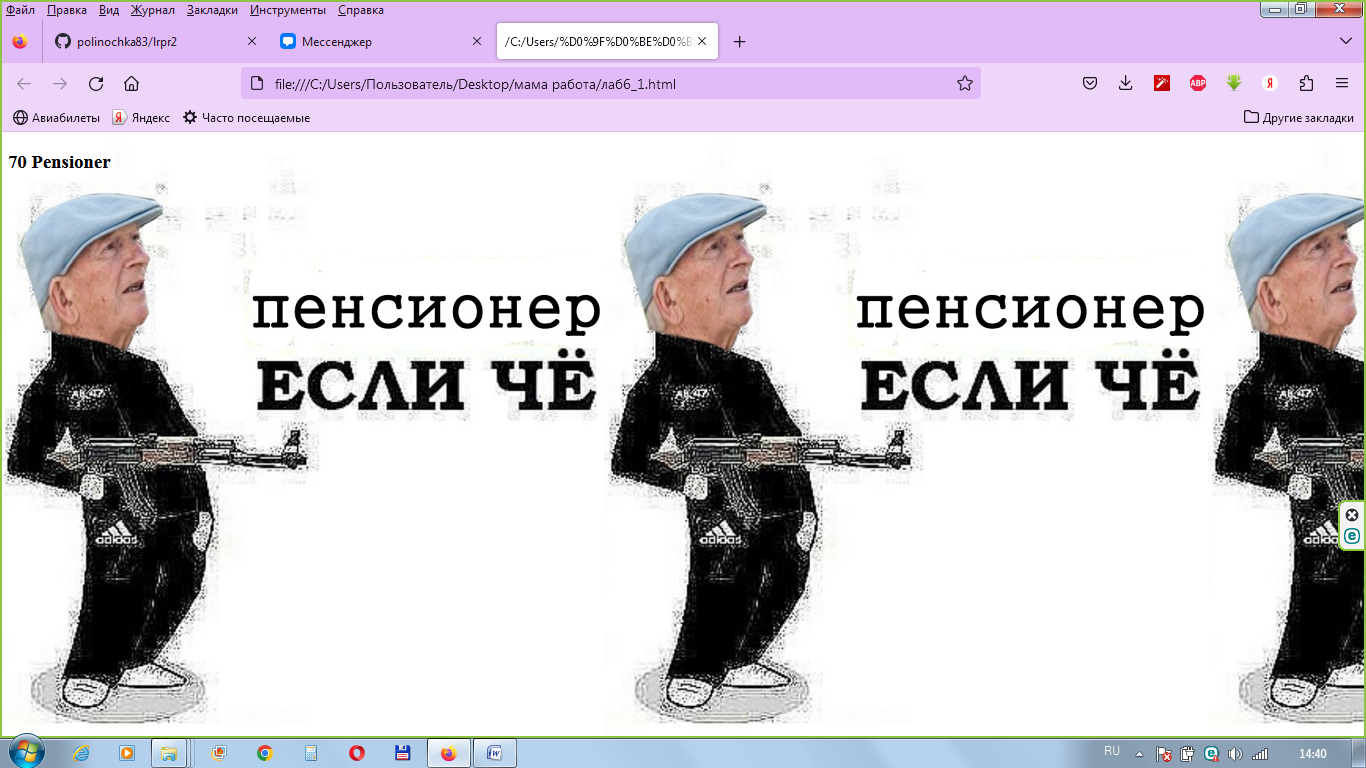 Файл Правка Вид Журнал Закладки Инструменты Справка
polinochka83/lrpr2 Мессенджер /C:/Users/%D0%9F%D0%BE%D0%B
file:///C:/Users/Пользователь/Desktop/мама работа/лаб6_1.html ABP Я
Авиабилеты Я Яндекс Часто посещаемые Другие закладки
70 Pensioner
пенсионер
пенсионер
ЕСЛИ ЧЁ
ЕСЛИ ЧЁ
AK-47
AK-47
AK-47
adidas
adidas
RU 14:40